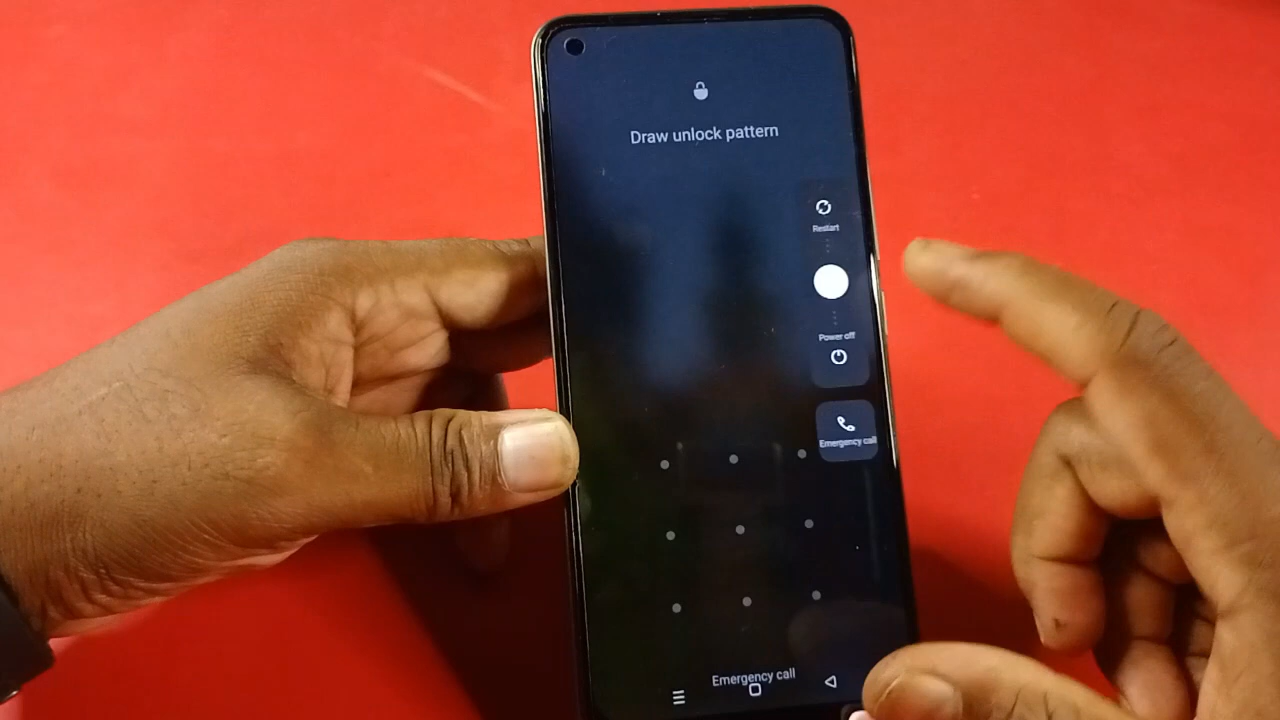 Draw unlock pattern
Restart
Power off
Emergency call
Emergency call